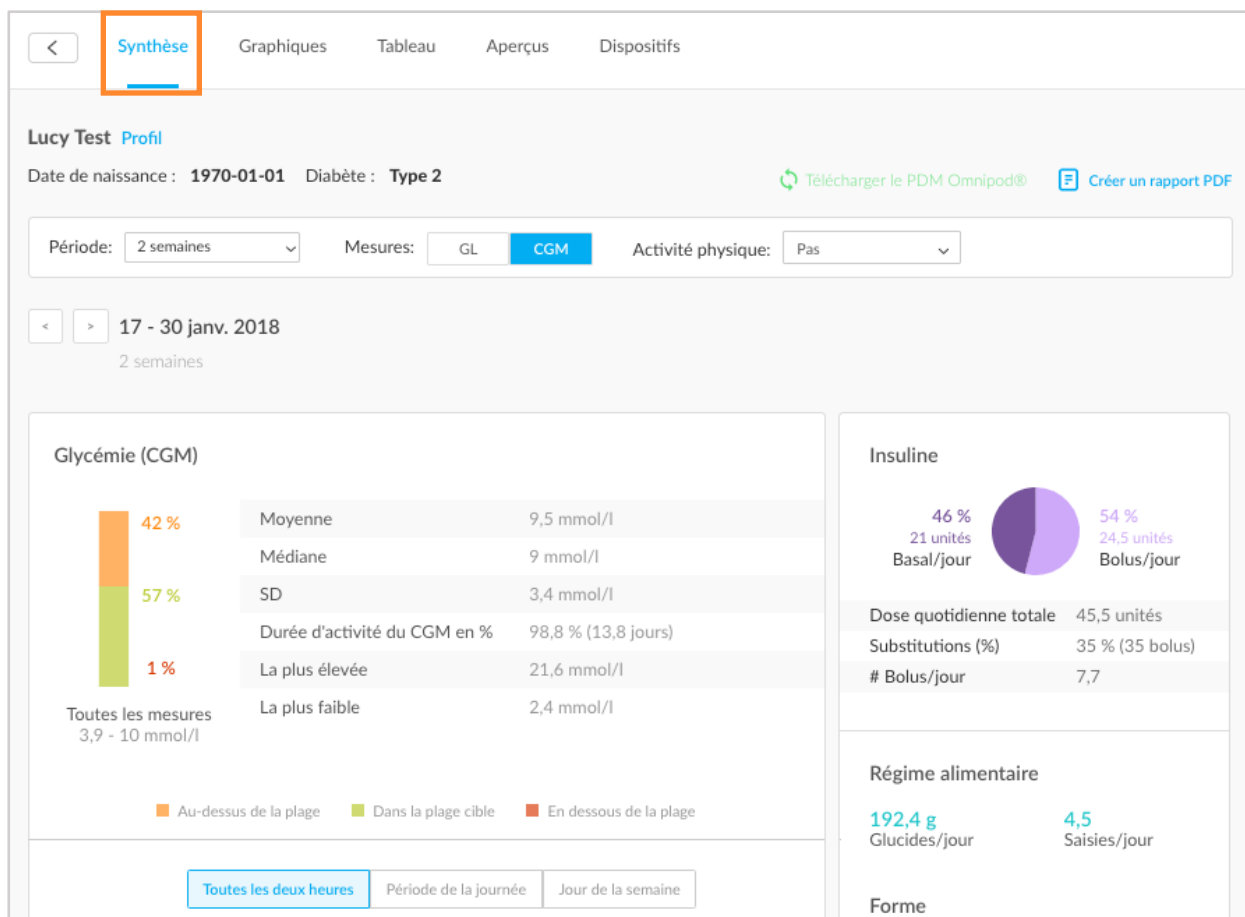 Synthèse Graphiques Tableau Aperçus Dispositifs
Lucy Test Profil
Date de naissance : 1970-01-01 Diabète : Type 2
Télécharger le PDM Omnipod® Créer un rapport PDF
Période: 2 semaines Mesures: GL CGM Activité physique: Pas
< > 17 - 30 janv. 2018
2 semaines
Glycémie (CGM)
42 %
57 %
1 %
Toutes les mesures
3,9 - 10 mmol/l
Moyenne 9,5 mmol/l
Médiane 9 mmol/l
SD 3,4 mmol/l
Durée d'activité du CGM en % 98,8 % (13,8 jours)
La plus élevée 21,6 mmol/l
La plus faible 2,4 mmol/l
Au-dessus de la plage Dans la plage cible En dessous de la plage
Toutes les deux heures Période de la journée Jour de la semaine
Insuline
46 % 54 %
21 unités 24,5 unités
Basal/jour Bolus/jour
Dose quotidienne totale 45,5 unités
Substitutions (%) 35 % (35 bolus)
# Bolus/jour 7,7
Régime alimentaire
192,4 g 4,5
Glucides/jour Saisies/jour
Forme